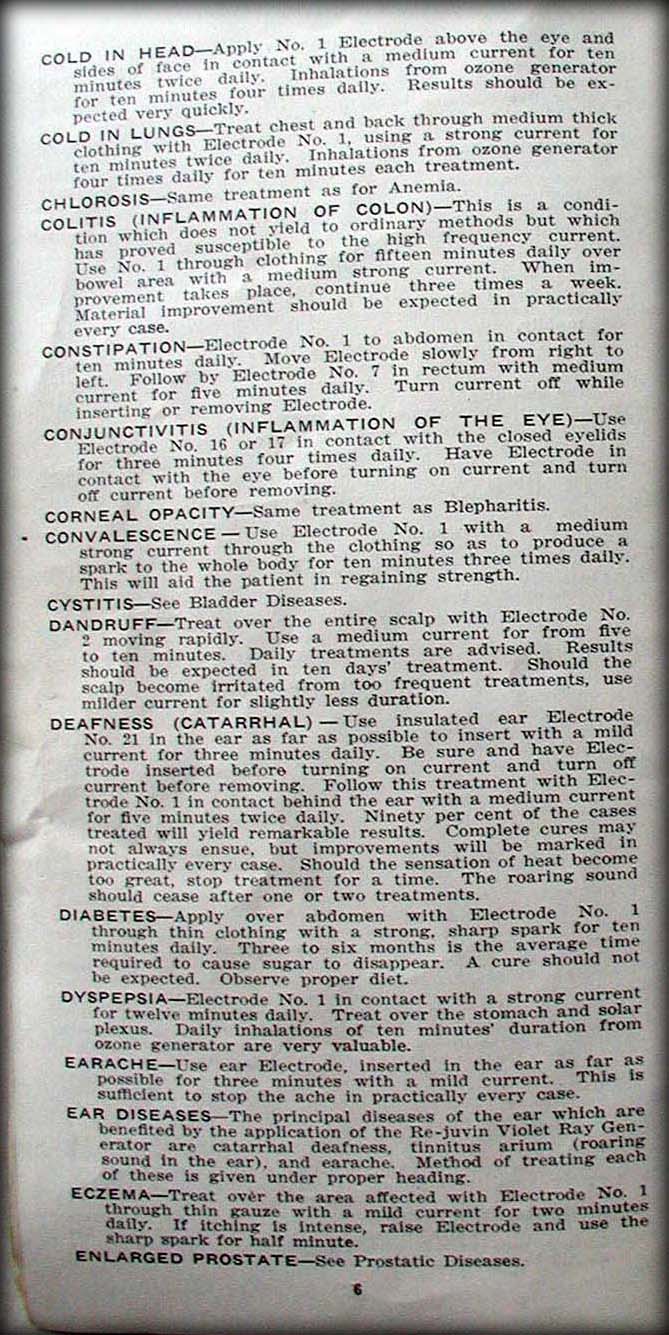 COLD IN HEAD—Apply No. 1 Electrode above the eye and
sides of face in contact with a medium current for ten
minutes twice daily. Inhalations from ozone generator
for ten minutes four times daily. Results should be ex-
pected very quickly.
COLD IN LUNGS—Treat chest and back through medium thick
clothing with Electrode No. 1, using a strong current for
ten minutes twice daily. Inhalations from ozone generator
four times daily for ten minutes each treatment.
CHLOROSIS—Same treatment as for Anemia.
COLITIS (INFLAMMATION OF COLON)—This is a condi-
tion which does not yield to ordinary methods but which
has proved susceptible to the high frequency current.
Use No. 1 through clothing for fifteen minutes daily over
bowel area with a medium strong current. When im-
provement takes place, continue three times a week.
Material improvement should be expected in practically
every case.
CONSTIPATION—Electrode No. 1 to abdomen in contact for
ten minutes daily. Move Electrode slowly from right to
left. Follow by Electrode No. 7 in rectum with medium
current for five minutes daily. Turn current off while
inserting or removing Electrode.
CONJUNCTIVITIS (INFLAMMATION OF THE EYE)—Use
Electrode No. 16 or 17 in contact with the closed eyelids
for three minutes four times daily. Have Electrode in
contact with the eye before turning on current and turn
off current before removing.
CORNEAL OPACITY—Same treatment as Blepharitis.
CONVALESCENCE — Use Electrode No. 1 with a medium
strong current through the clothing so as to produce a
spark to the whole body for ten minutes three times daily.
This will aid the patient in regaining strength.
CYSTITIS—See Bladder Diseases.
DANDRUFF—Treat over the entire scalp with Electrode No.
2 moving rapidly. Use a medium current for from five
to ten minutes. Daily treatments are advised. Results
should be expected in ten days' treatment. Should the
scalp become irritated from too frequent treatments, use
milder current for slightly less duration.
DEAFNESS (CATARRHAL) — Use insulated ear Electrode
No. 21 in the ear as far as possible to insert with a mild
current for three minutes daily. Be sure and have Elec-
trode inserted before turning on current and turn off
current before removing. Follow this treatment with Elec-
trode No. 1 in contact behind the ear with a medium current
for five minutes twice daily. Ninety per cent of the cases
treated will yield remarkable results. Complete cures may
not always ensue, but improvements will be marked in
practically every case. Should the sensation of heat become
too great, stop treatment for a time. The roaring sound
should cease after one or two treatments.
DIABETES—Apply over abdomen with Electrode No. 1
through thin clothing with a strong, sharp spark for ten
minutes daily. Three to six months is the average time
required to cause sugar to disappear. A cure should not
be expected. Observe proper diet.
DYSPEPSIA—Electrode No. 1 in contact with a strong current
for twelve minutes daily. Treat over the stomach and solar
plexus. Daily inhalations of ten minutes' duration from
ozone generator are very valuable.
EARACHE—Use ear Electrode, inserted in the ear as far as
possible for three minutes with a mild current. This is
sufficient to stop the ache in practically every case.
EAR DISEASES—The principal diseases of the ear which are
benefited by the application of the Re-juvin Violet Ray Gen-
erator are catarrhal deafness, tinnitus arium (roaring
sound in the ear), and earache. Method of treating each
of these is given under proper heading.
ECZEMA—Treat over the area affected with Electrode No. 1
through thin gauze with a mild current for two minutes
daily. If itching is intense, raise Electrode and use the
sharp spark for half minute.
ENLARGED PROSTATE—See Prostatic Diseases.
6